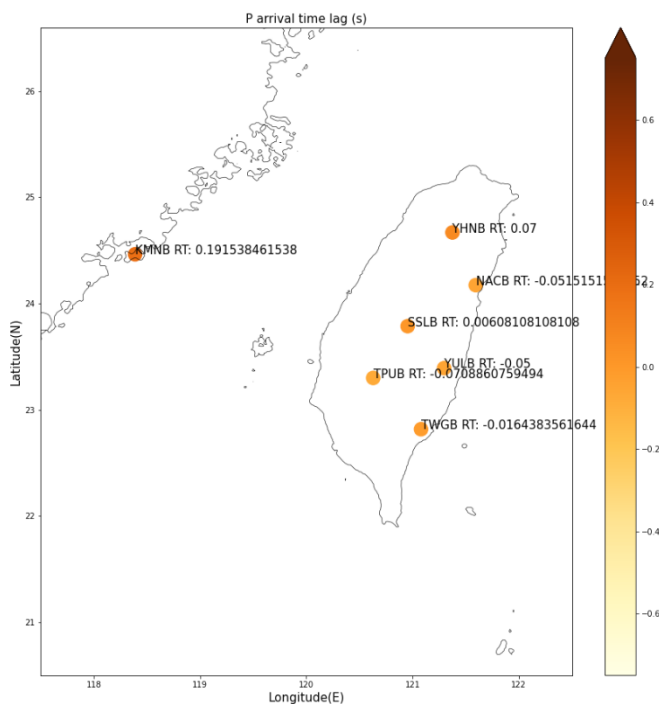 P arrival time lag (s)
26
25
24
23
22
21
118
119
120
121
122
Latitude(N)
Longitude(E)
YHNB RT: 0.07
KMNB RT: 0.191538461538
SSLB RT: 0.00608108108108
YULB RT: -0.05
TPUB RT: -0.0708860759494
TWGB RT: -0.0164383561644
NACB RT:
0.6
0.4
0.2
0.0
−0.2
−0.4
−0.6